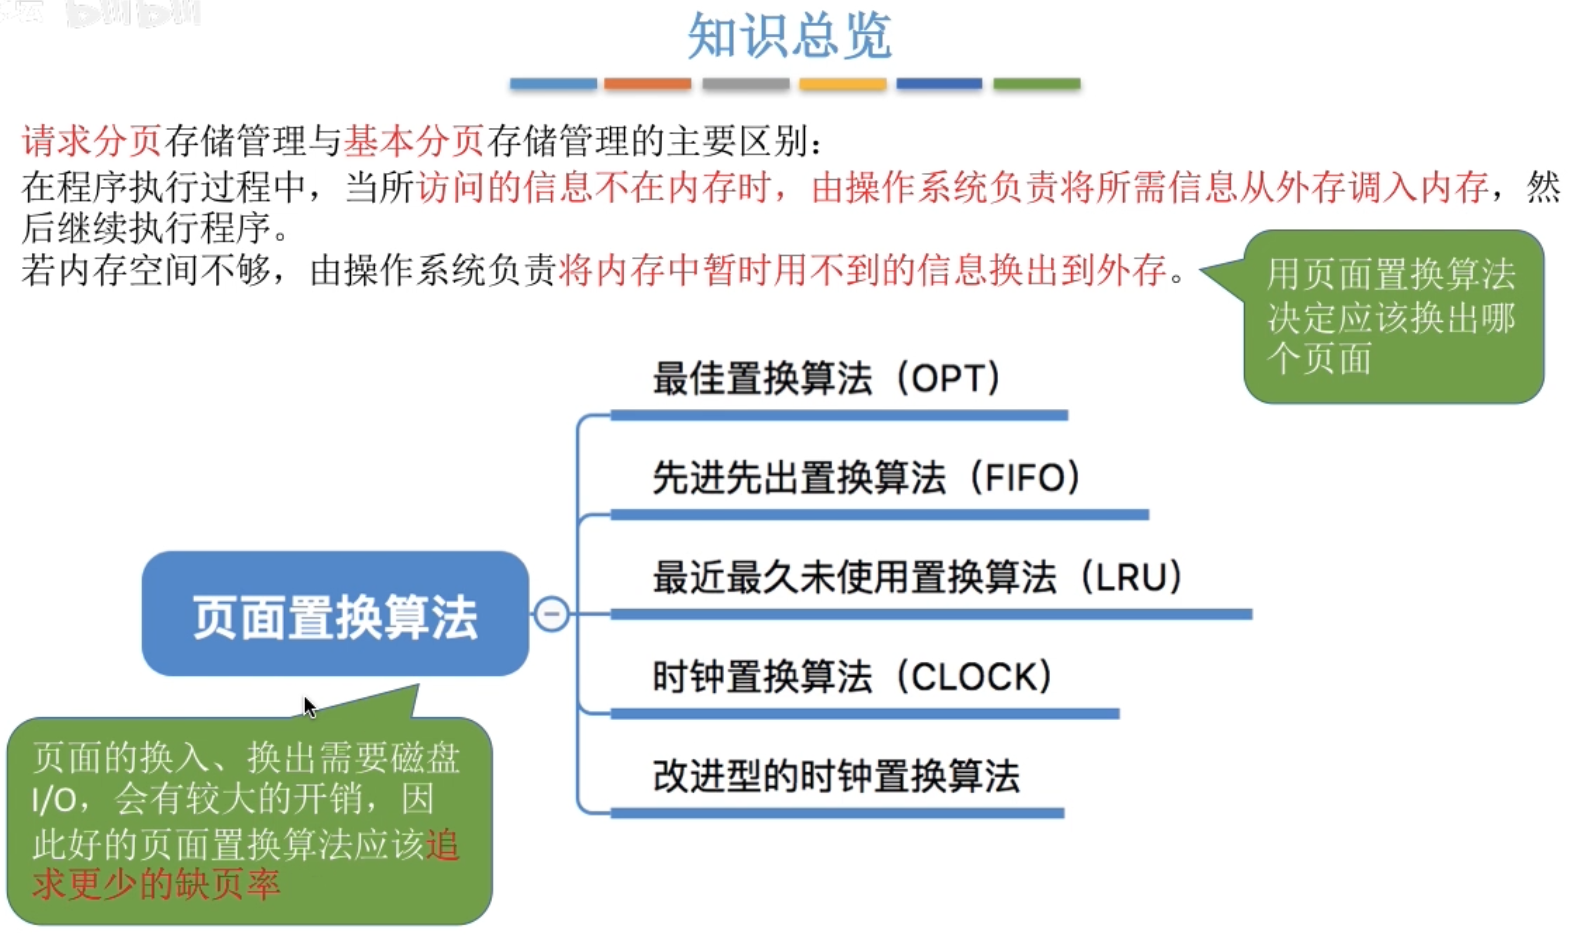 知识总览
请求分页存储管理与基本分页存储管理的主要区别：
在程序执行过程中，当所访问的信息不在内存时，由操作系统负责将所需信息从外存调入内存，然
后继续执行程序。
若内存空间不够，由操作系统负责将内存中暂时用不到的信息换出到外存。
用页面置换算法
决定应该换出哪
个页面
最佳置换算法（OPT）
先进先出置换算法（FIFO）
最近最久未使用置换算法（LRU）
时钟置换算法（CLOCK）
改进型的时钟置换算法
页面置换算法
页面的换入、换出需要磁盘
I/O，会有较大的开销，因
此好的页面置换算法应该追
求更少的缺页率